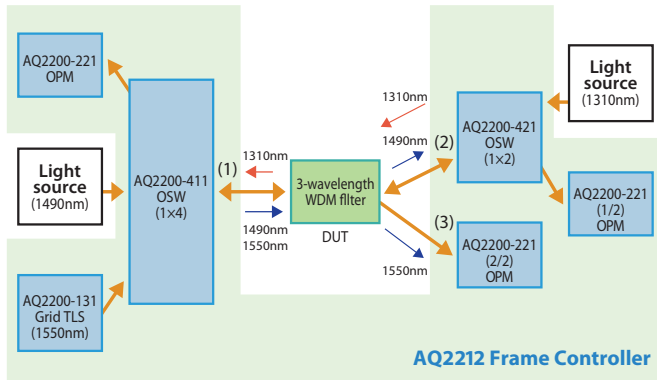 AQ2200-221
OPM
Light
source
(1490nm)
AQ2200-131
Grid TLS
(1550nm)
AQ2200-411
OSW
(1×4)
(1)
1310nm
1490nm
1550nm
3-wavelength
WDM fllter
DUT
1310nm
1490nm
(2)
(3)
1550nm
AQ2200-421
OSW
(1×2)
Light
source
(1310nm)
AQ2200-221
(1/2)
OPM
AQ2200-221
(2/2)
OPM
AQ2212 Frame Controller